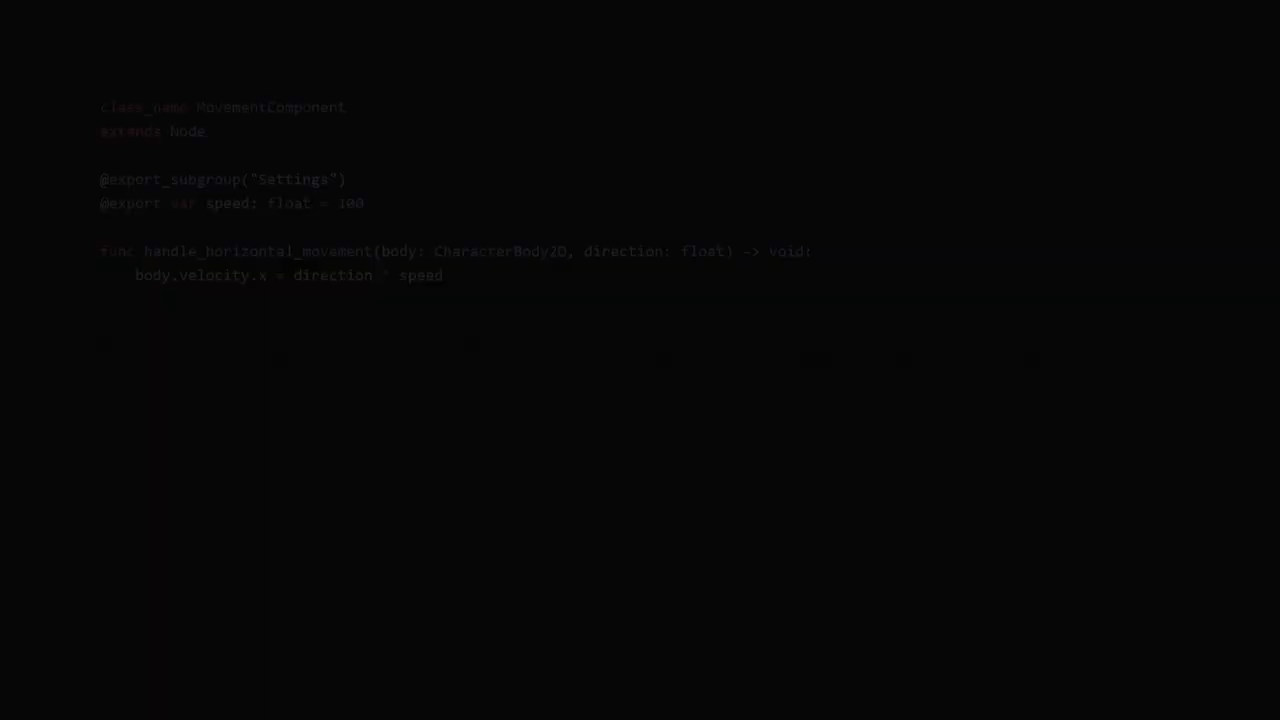 class_name MovementComponent
extends Node
@export_subgroup("Settings")
@export var speed: float = 100
func handle_horizontal_movement(body: CharacterBody2D, direction: float) -> void:
body.velocity.x = direction * speed